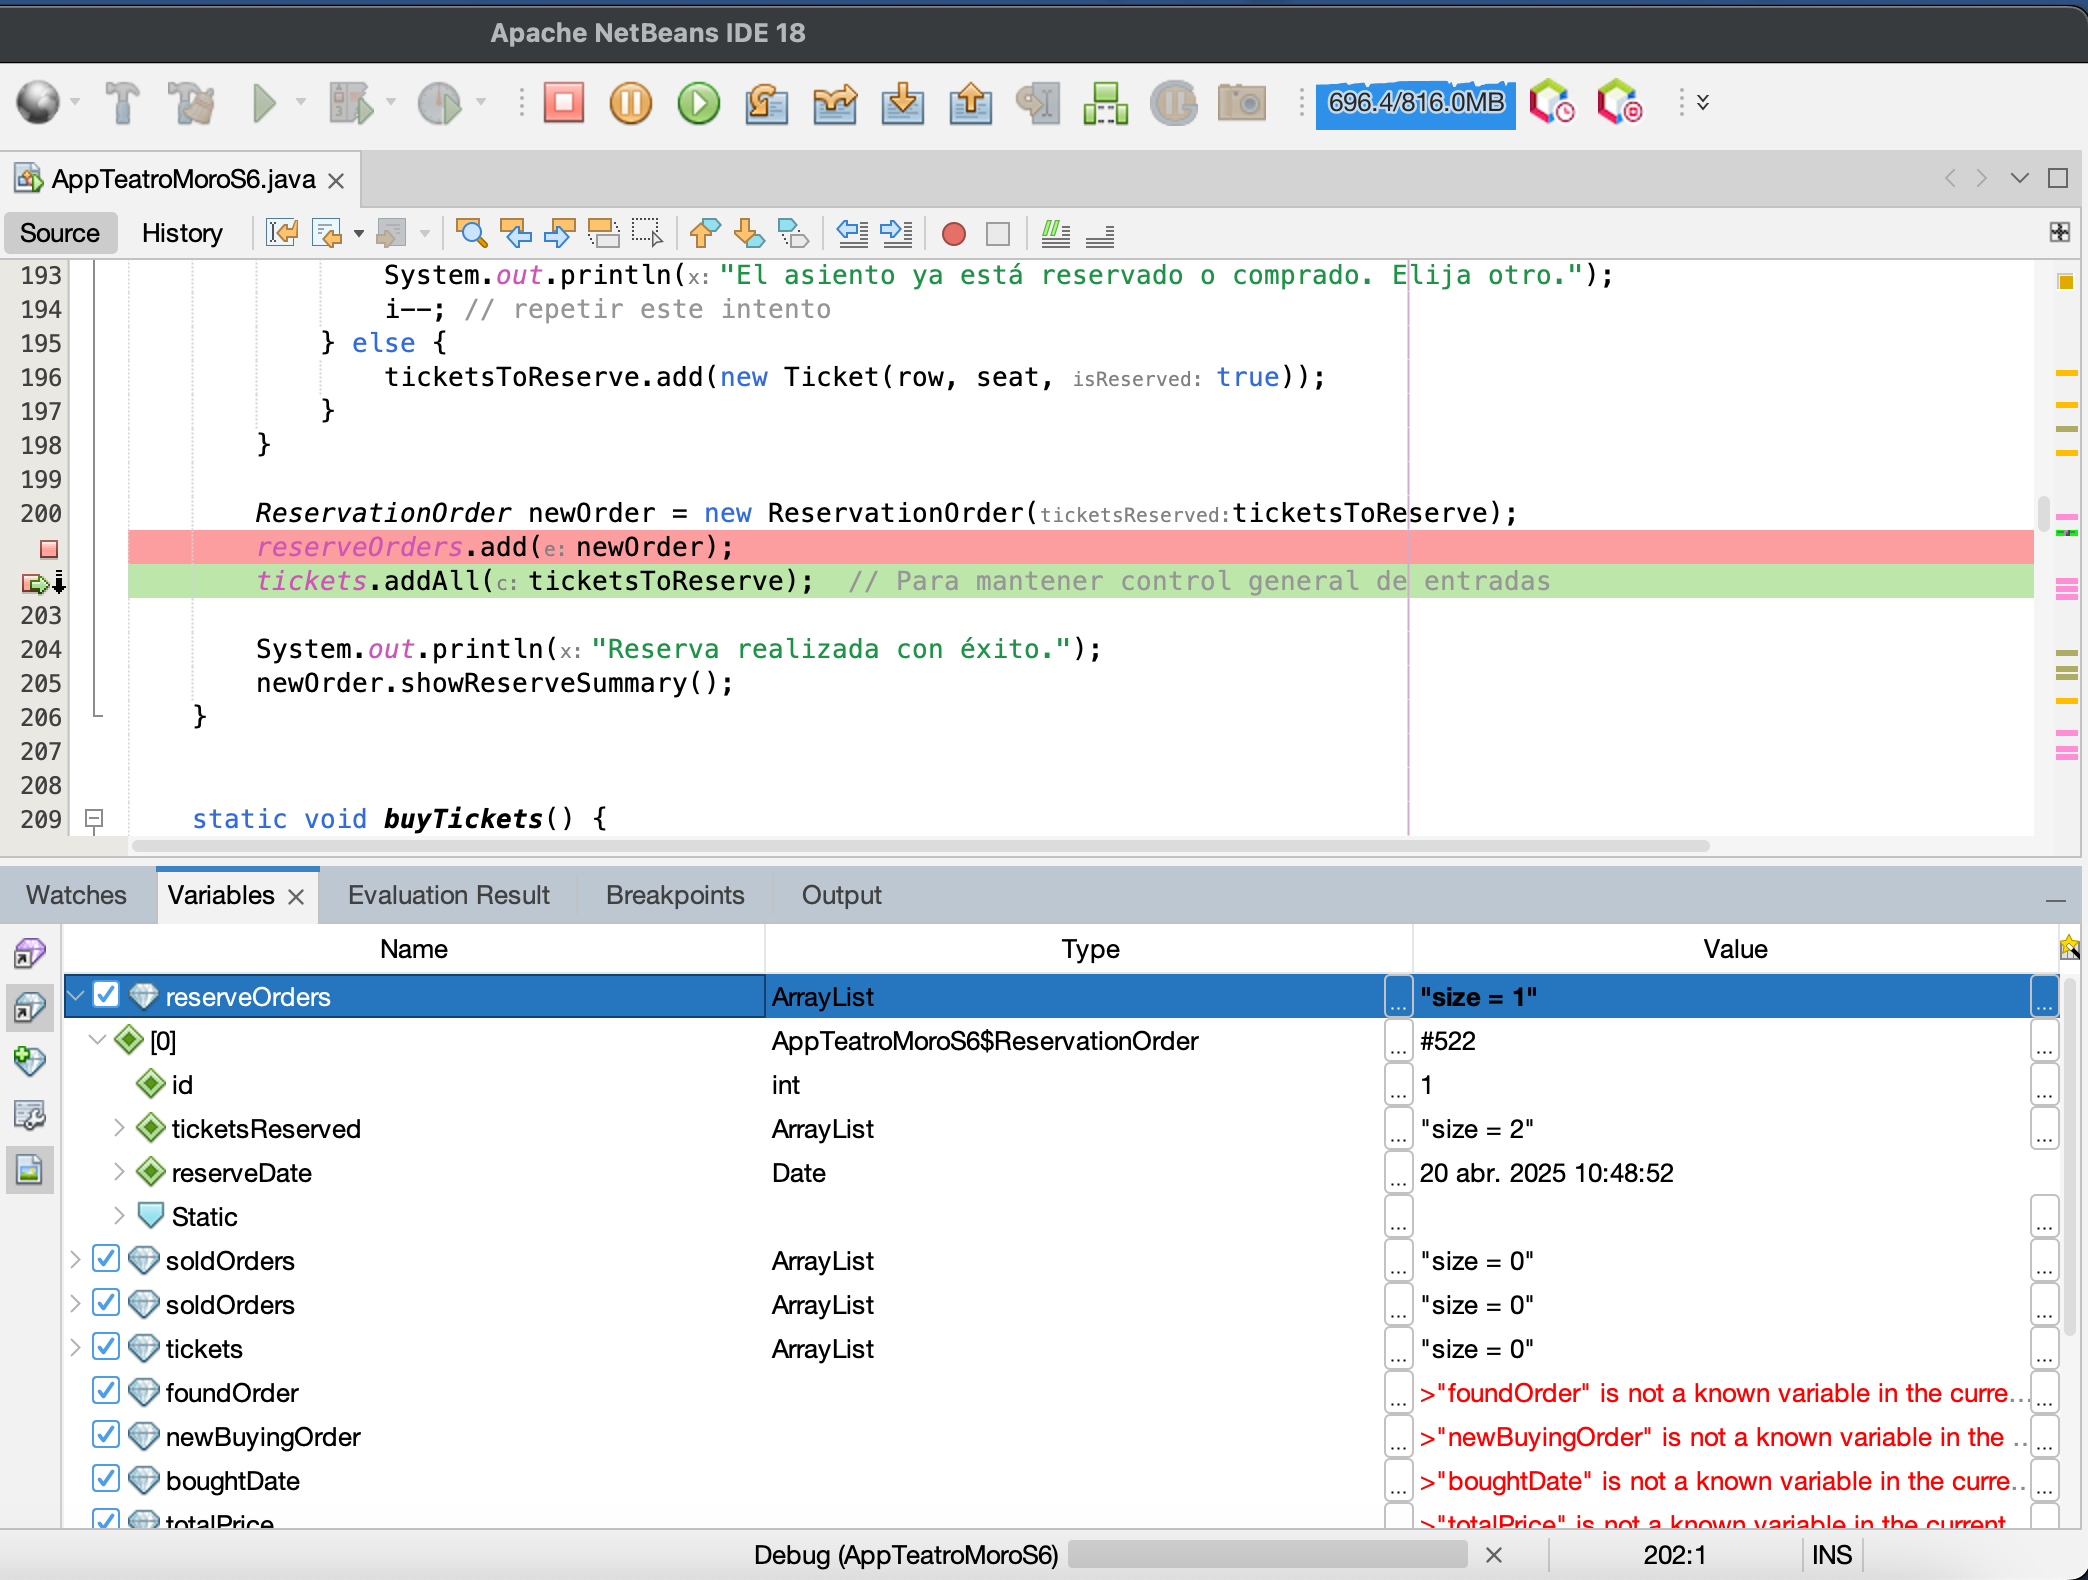 Apache NetBeans IDE 18
696.4/816.0MB
AppTeatroMoroS6.java
Source History
193 System.out.println(x: "El asiento ya está reservado o comprado. Elija otro.");
194 i--; // repetir este intento
195 } else {
196 ticketsToReserve.add(new Ticket(row, seat, isReserved: true));
197 }
198 }
199
200 ReservationOrder newOrder = new ReservationOrder(ticketsReserved: ticketsToReserve);
reserveOrders.add(e: newOrder);
tickets.addAll(c: ticketsToReserve); // Para mantener control general de entradas
203
204 System.out.println(x: "Reserva realizada con éxito.");
205 newOrder.showReserveSummary();
206 }
207
208
209 static void buyTickets() {
Watches Variables Evaluation Result Breakpoints Output
Name Type Value
reserveOrders ArrayList ... "size = 1" ...
[0] AppTeatroMoroS6$ReservationOrder ... #522 ...
id int ... 1 ...
ticketsReserved ArrayList ... "size = 2" ...
reserveDate Date ... 20 abr. 2025 10:48:52
Static ... ...
soldOrders ArrayList ... "size = 0" ...
soldOrders ArrayList ... "size = 0" ...
tickets ArrayList ... "size = 0" ...
foundOrder ... >"foundOrder" is not a known variable in the curre... ...
newBuyingOrder ... >"newBuyingOrder" is not a known variable in the ... ...
boughtDate ... >"boughtDate" is not a known variable in the curre... ...
totalPrice >"totalPrice" is not a known variable in the current
Debug (AppTeatroMoroS6) 202:1 INS